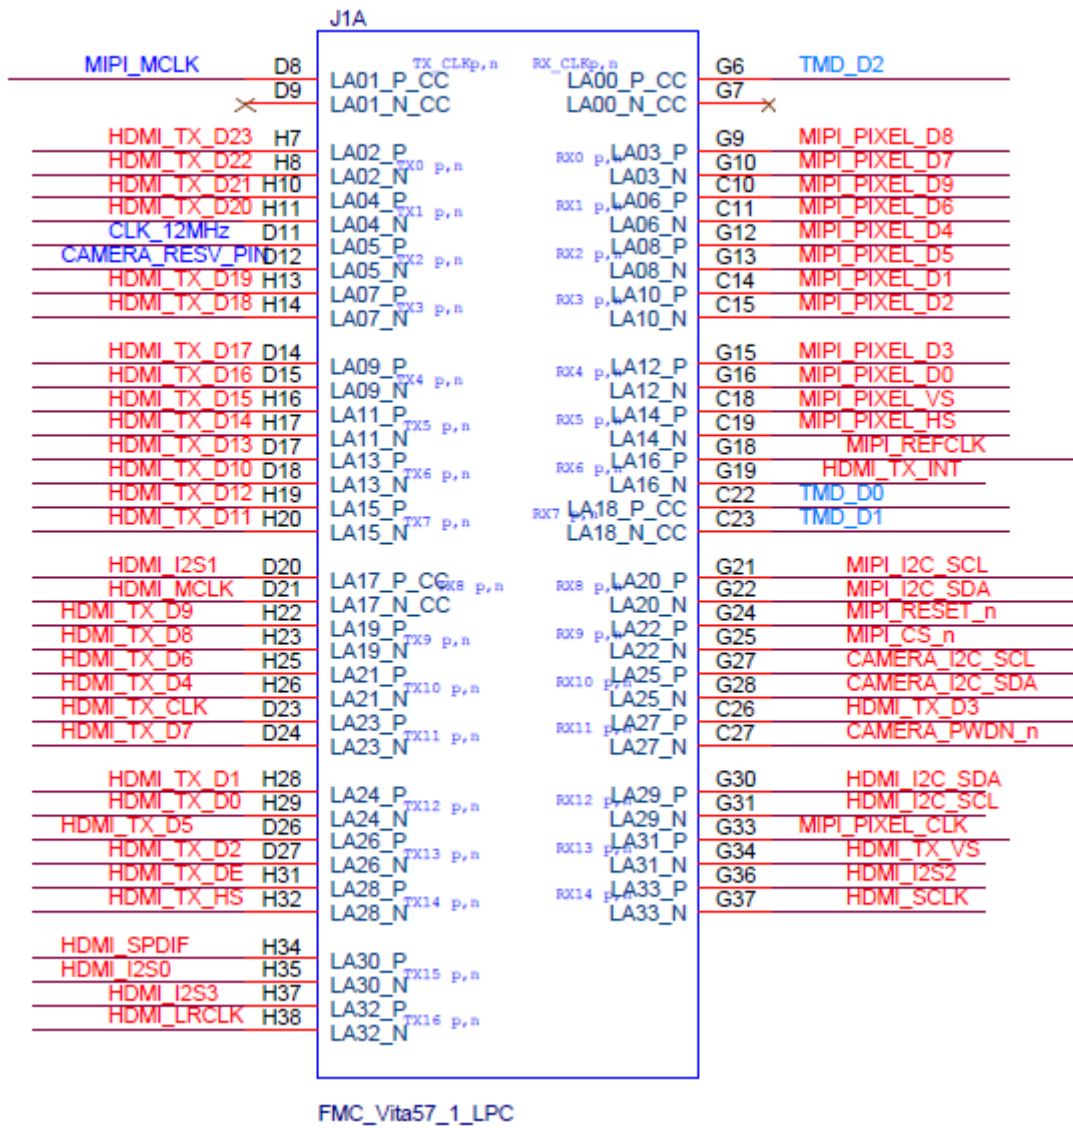 J1A
MIPI_MCLK D8 LA01_P_CC TX_CLKp,n RX_CLKp,n LA00_P_CC G6 TMD_D2
D9 LA01_N_CC LA00_N_CC G7
HDMI_TX_D23 H7 LA02_P TX0 p,n RX0 p,n LA03_P G9 MIPI_PIXEL_D8
HDMI_TX_D22 H8 LA02_N LA03_N G10 MIPI_PIXEL_D7
HDMI_TX_D21 H10 LA04_P TX1 p,n RX1 p,n LA06_P C10 MIPI_PIXEL_D9
HDMI_TX_D20 H11 LA04_N LA06_N C11 MIPI_PIXEL_D6
CLK_12MHz D11 LA05_P TX2 p,n RX2 p,n LA08_P G12 MIPI_PIXEL_D4
CAMERA_RESV_PIN D12 LA05_N LA08_N G13 MIPI_PIXEL_D5
HDMI_TX_D19 H13 LA07_P TX3 p,n RX3 p,n LA10_P C14 MIPI_PIXEL_D1
HDMI_TX_D18 H14 LA07_N LA10_N C15 MIPI_PIXEL_D2
HDMI_TX_D17 D14 LA09_P TX4 p,n RX4 p,n LA12_P G15 MIPI_PIXEL_D3
HDMI_TX_D16 D15 LA09_N LA12_N G16 MIPI_PIXEL_D0
HDMI_TX_D15 H16 LA11_P TX5 p,n RX5 p,n LA14_P C18 MIPI_PIXEL_VS
HDMI_TX_D14 H17 LA11_N LA14_N C19 MIPI_PIXEL_HS
HDMI_TX_D13 D17 LA13_P TX6 p,n RX6 p,n LA16_P G18 MIPI_REFCLK
HDMI_TX_D10 D18 LA13_N LA16_N G19 HDMI_TX_INT
HDMI_TX_D12 H19 LA15_P TX7 p,n RX7 p,n LA18_P_CC C22 TMD_D0
HDMI_TX_D11 H20 LA15_N LA18_N_CC C23 TMD_D1
HDMI_I2S1 D20 LA17_P_CC TX8 p,n RX8 p,n LA20_P G21 MIPI_I2C_SCL
HDMI_MCLK D21 LA17_N_CC LA20_N G22 MIPI_I2C_SDA
HDMI_TX_D9 H22 LA19_P TX9 p,n RX9 p,n LA22_P G24 MIPI_RESET_n
HDMI_TX_D8 H23 LA19_N LA22_N G25 MIPI_CS_n
HDMI_TX_D6 H25 LA21_P TX10 p,n RX10 p,n LA25_P G27 CAMERA_I2C_SCL
HDMI_TX_D4 H26 LA21_N LA25_N G28 CAMERA_I2C_SDA
HDMI_TX_CLK D23 LA23_P TX11 p,n RX11 p,n LA27_P C26 HDMI_TX_D3
HDMI_TX_D7 D24 LA23_N LA27_N C27 CAMERA_PWDN_n
HDMI_TX_D1 H28 LA24_P TX12 p,n RX12 p,n LA29_P G30 HDMI_I2C_SDA
HDMI_TX_D0 H29 LA24_N LA29_N G31 HDMI_I2C_SCL
HDMI_TX_D5 D26 LA26_P TX13 p,n RX13 p,n LA31_P G33 MIPI_PIXEL_CLK
HDMI_TX_D2 D27 LA26_N LA31_N G34 HDMI_TX_VS
HDMI_TX_DE H31 LA28_P TX14 p,n RX14 p,n LA33_P G36 HDMI_I2S2
HDMI_TX_HS H32 LA28_N LA33_N G37 HDMI_SCLK
HDMI_SPDIF H34 LA30_P TX15 p,n
HDMI_I2S0 H35 LA30_N
HDMI_I2S3 H37 LA32_P TX16 p,n
HDMI_LRCLK H38 LA32_N
FMC_Vita57_1_LPC